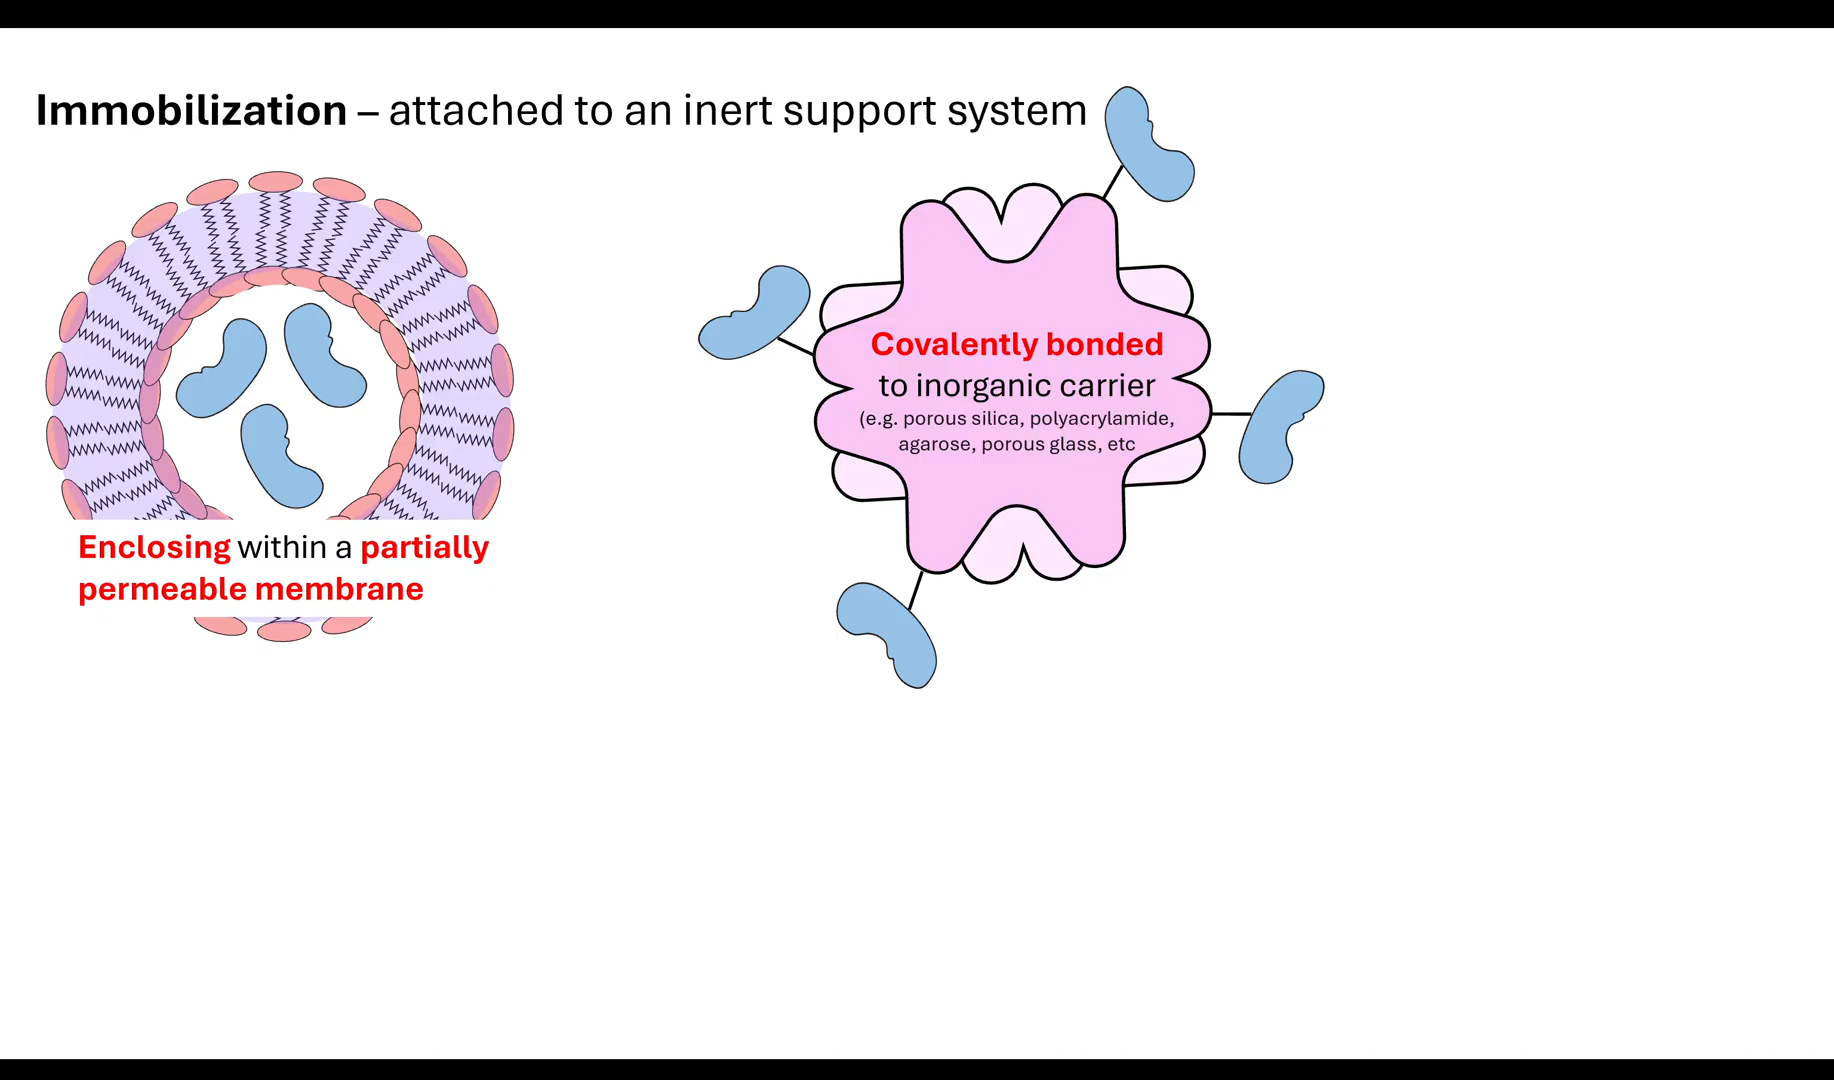 Immobilization – attached to an inert support system
Covalently bonded
to inorganic carrier
(e.g. porous silica, polyacrylamide,
agarose, porous glass, etc
Enclosing within a partially
permeable membrane